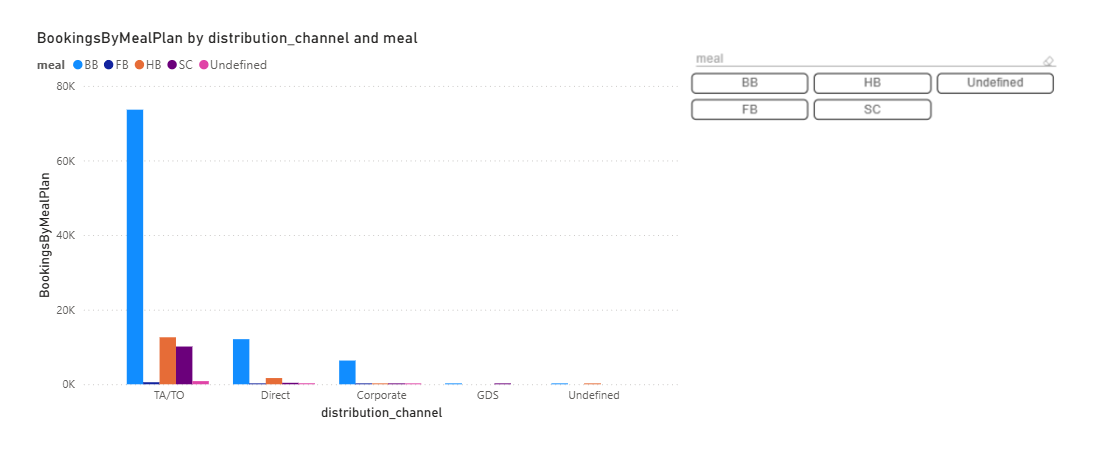 BookingsByMealPlan by distribution_channel and meal
meal BB FB HB SC Undefined
80K
60K
40K
20K
0K
BookingsByMealPlan
TA/TO Direct Corporate GDS Undefined
distribution_channel
meal
BB HB Undefined
FB SC